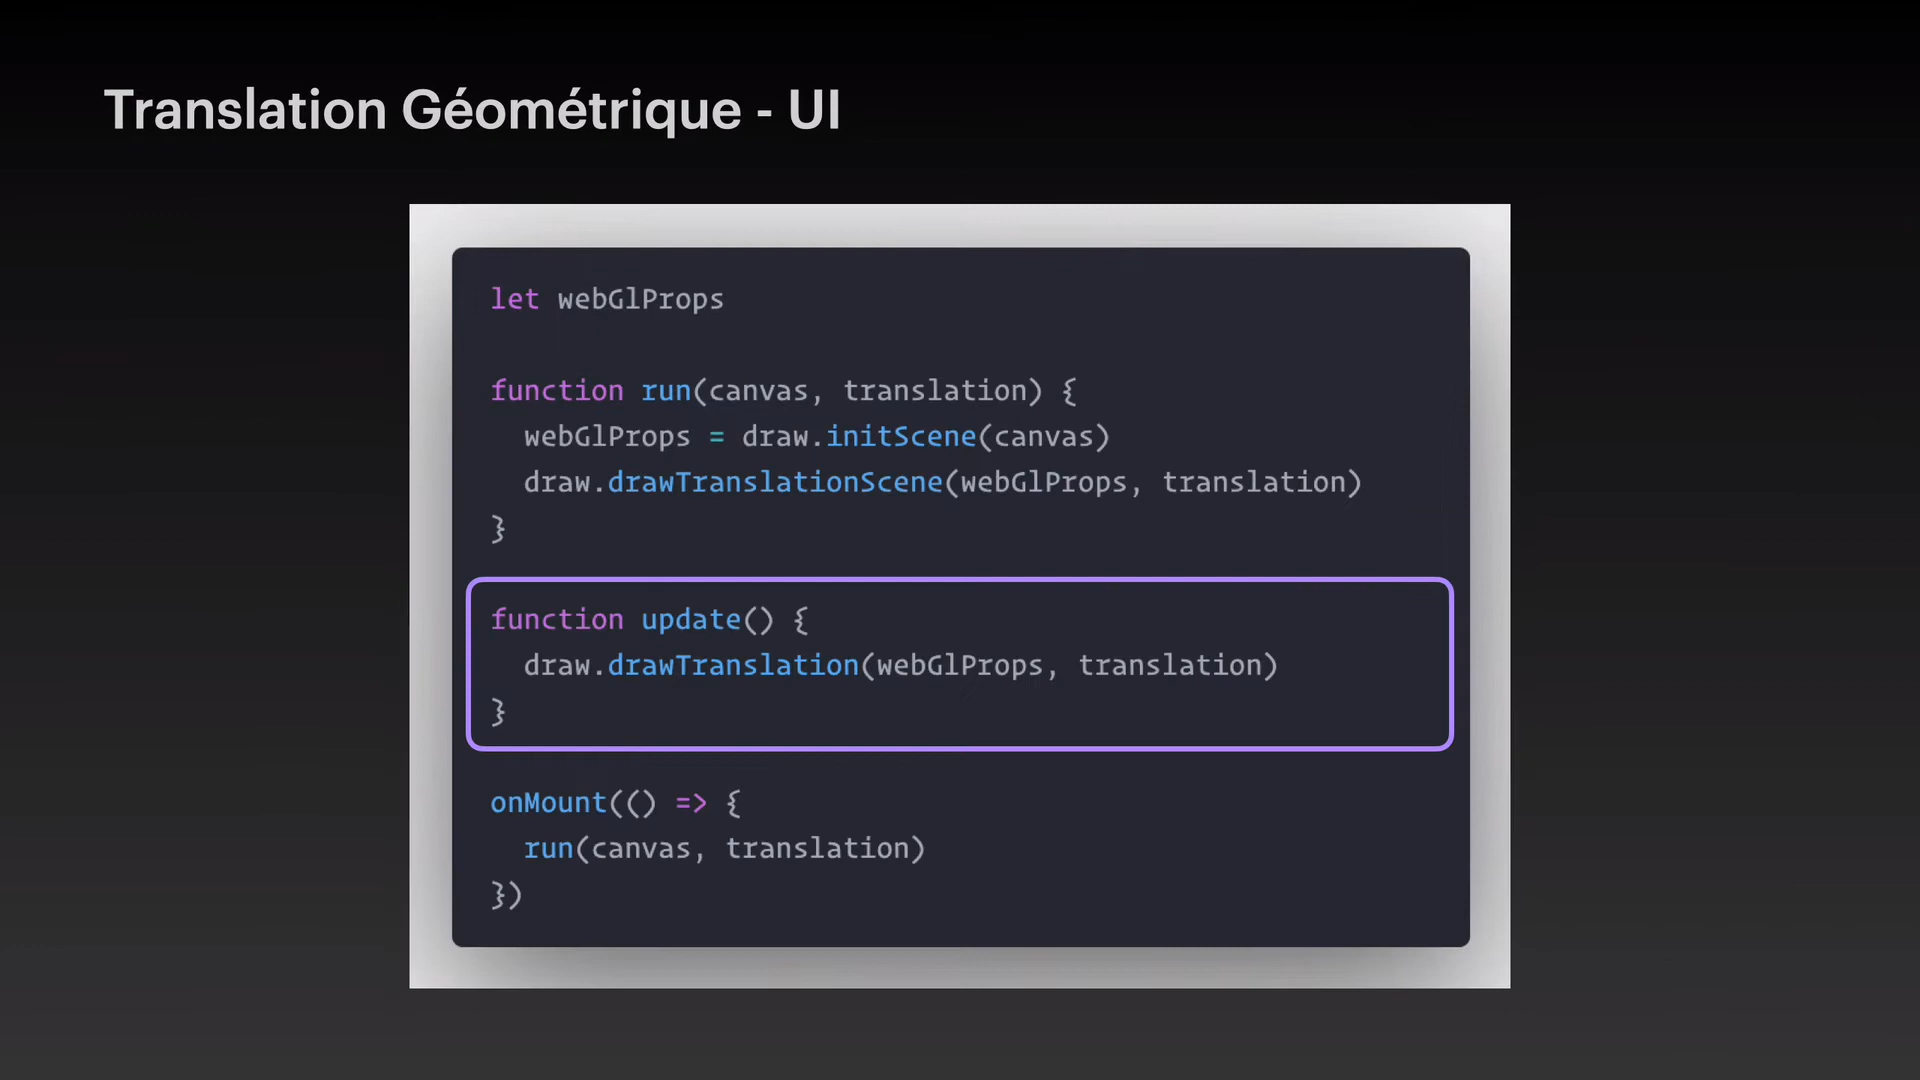 Translation Géométrique - UI
let webGlProps
function run(canvas, translation) {
  webGlProps = draw.initScene(canvas)
  draw.drawTranslationScene(webGlProps, translation)
}
function update() {
  draw.drawTranslation(webGlProps, translation)
}
onMount(() => {
  run(canvas, translation)
})